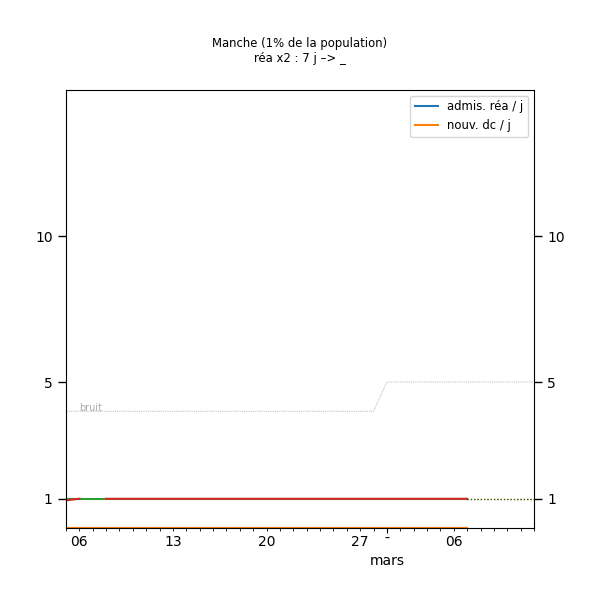 Manche (1% de la population)
réa x2 : 7 j –> _
admis. réa / j
nouv. dc / j
10 10
5 5
bruit
1 1
06 13 20 27 - 06
mars